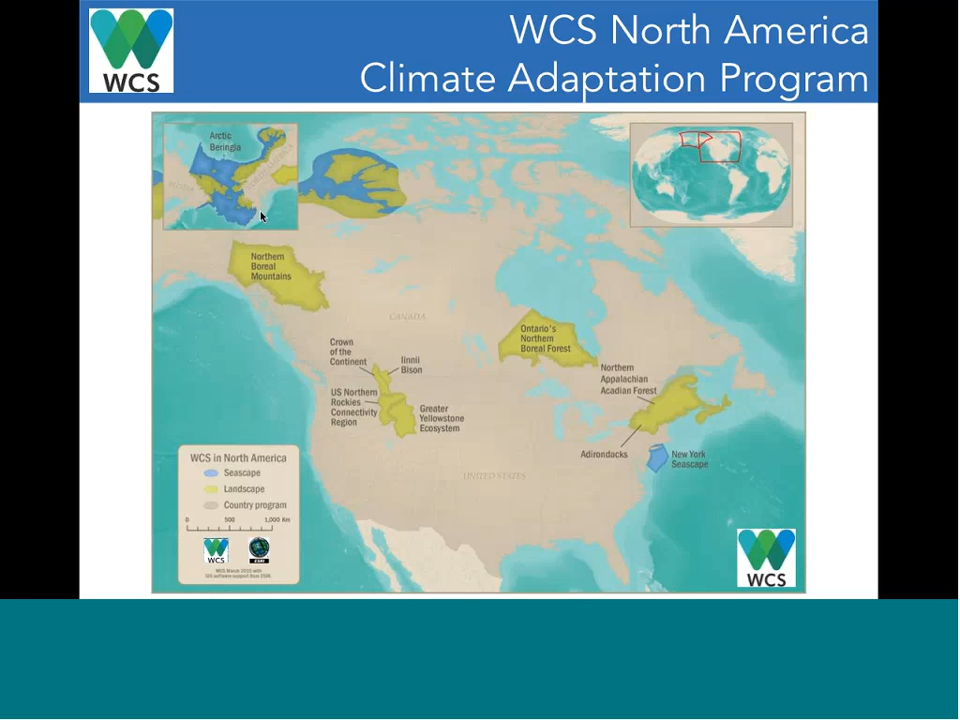 WCS
WCS North America
Climate Adaptation Program
Arctic
Beringia
RUSSIA
Northern
Boreal
Mountains
CANADA
Ontario's
Northern
Boreal Forest
Crown
of the
Continent
Iinnii
Bison
Northern
Appalachian
Acadian Forest
US Northern
Rockies
Connectivity
Region
Greater
Yellowstone
Ecosystem
Adirondacks
New York
Seascape
UNITED STATES
WCS in North America
Seascape
Landscape
Country program
0 500 1,000 Km
WCS
ESRI
WCS